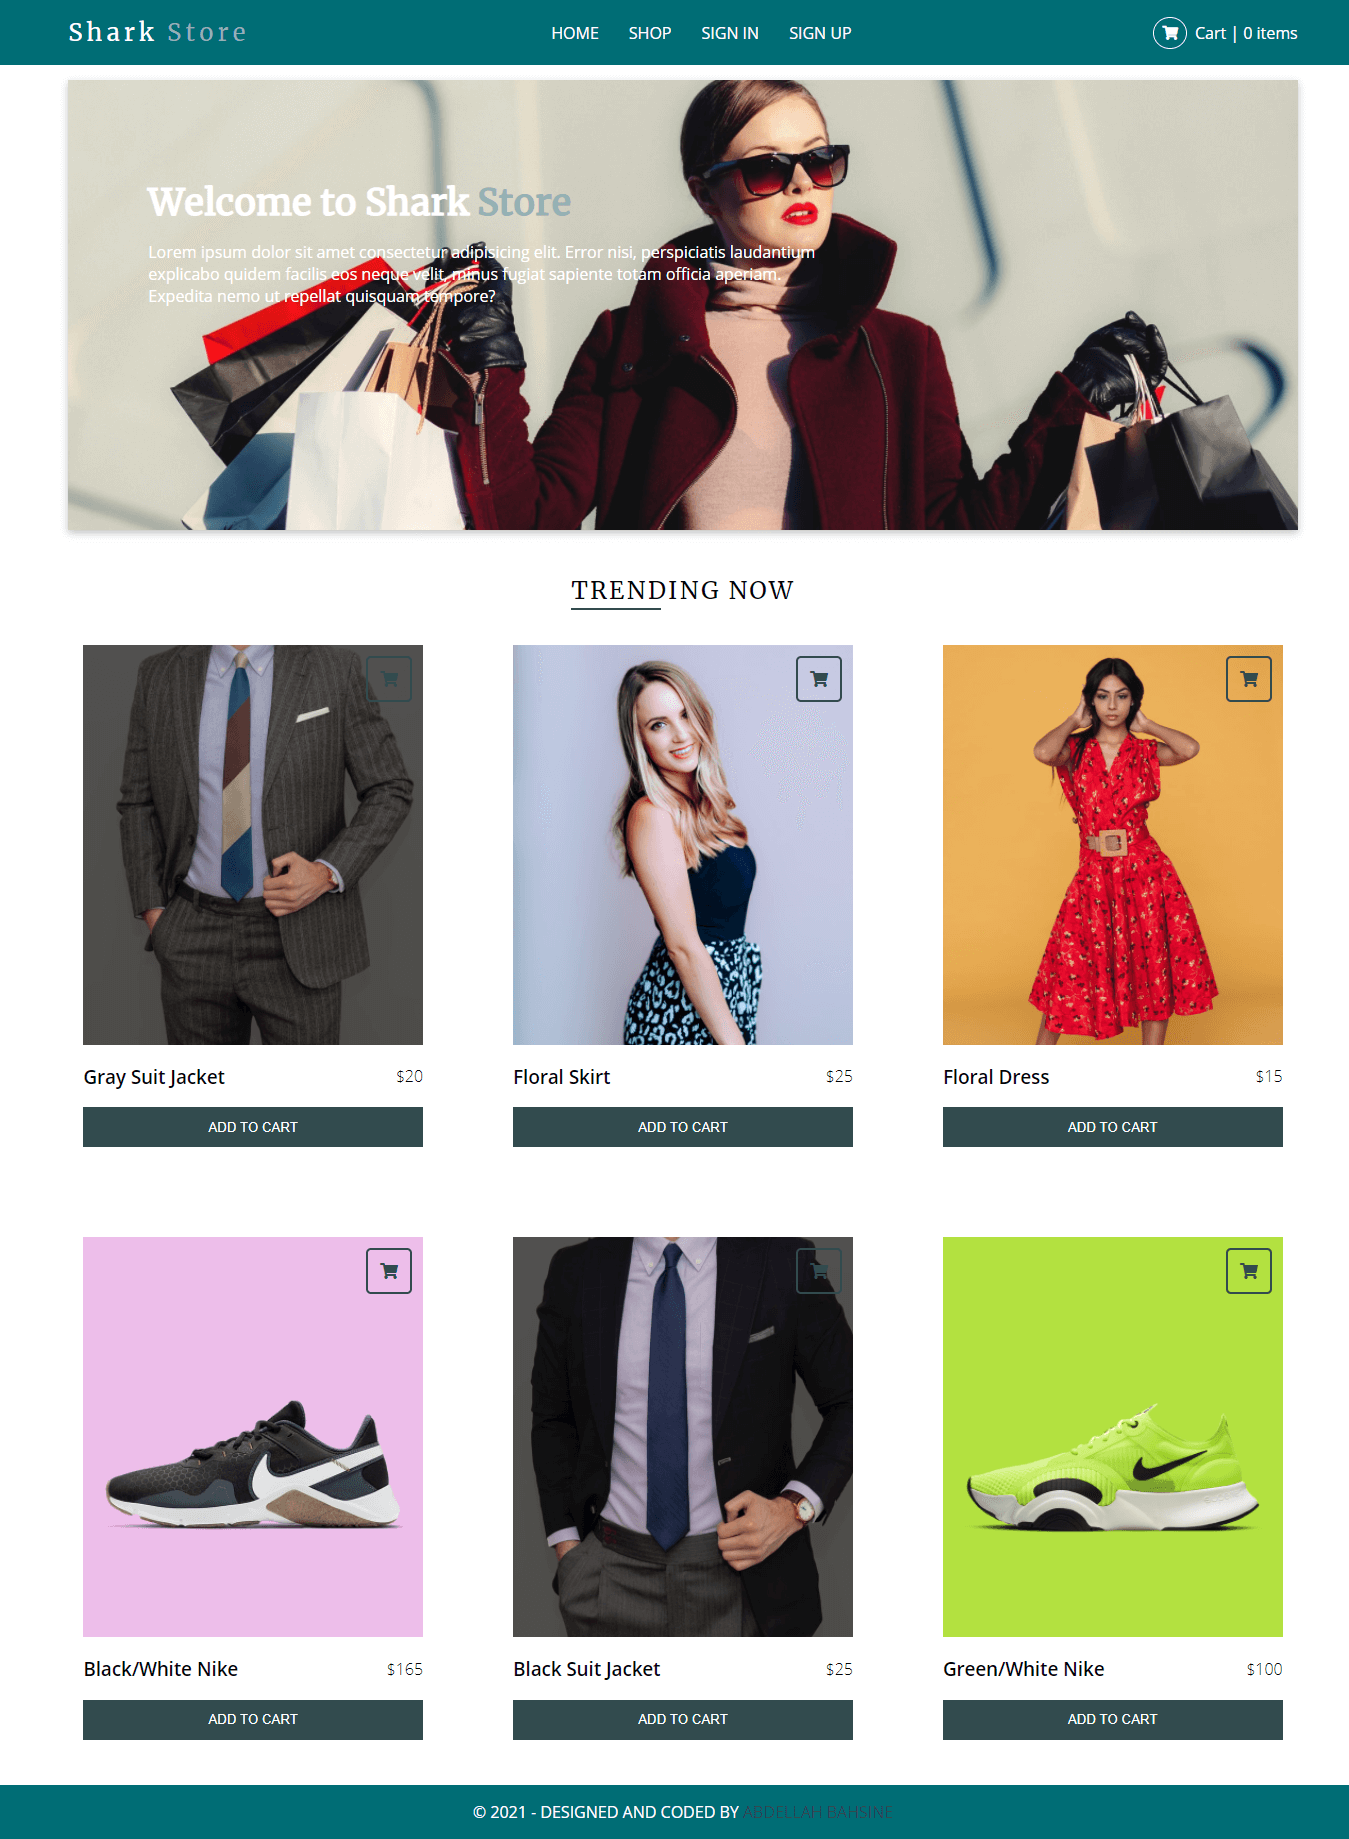 Shark Store
HOME SHOP SIGN IN SIGN UP
Cart | 0 items
Welcome to Shark Store
Lorem ipsum dolor sit amet consectetur adipisicing elit. Error nisi, perspiciatis laudantium
explicabo quidem facilis eos neque velit, minus fugiat sapiente totam officia aperiam.
Expedita nemo ut repellat quisquam tempore?
TRENDING NOW
Gray Suit Jacket $20
ADD TO CART
Floral Skirt $25
ADD TO CART
Floral Dress $15
ADD TO CART
Black/White Nike $165
ADD TO CART
Black Suit Jacket $25
ADD TO CART
Green/White Nike $100
ADD TO CART
© 2021 - DESIGNED AND CODED BY ABDELLAH BAHSINE